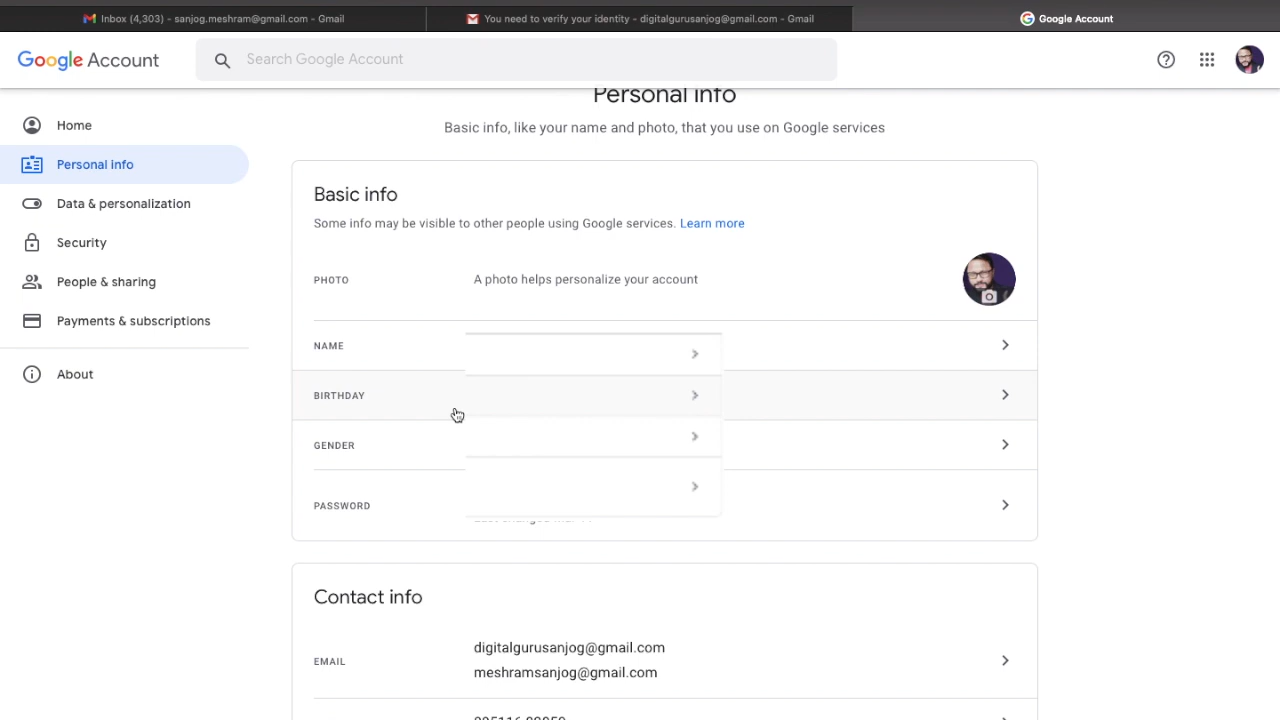 Inbox (4,303) - sanjog.meshram@gmail.com - Gmail
You need to verify your identity - digitalgurusanjog@gmail.com - Gmail
Google Account
Google Account
Search Google Account
Personal info
Basic info, like your name and photo, that you use on Google services
Home
Personal info
Data & personalization
Security
People & sharing
Payments & subscriptions
About
Basic info
Some info may be visible to other people using Google services. Learn more
PHOTO
A photo helps personalize your account
NAME
BIRTHDAY
GENDER
PASSWORD
Contact info
EMAIL
digitalgurusanjog@gmail.com
meshramsanjog@gmail.com